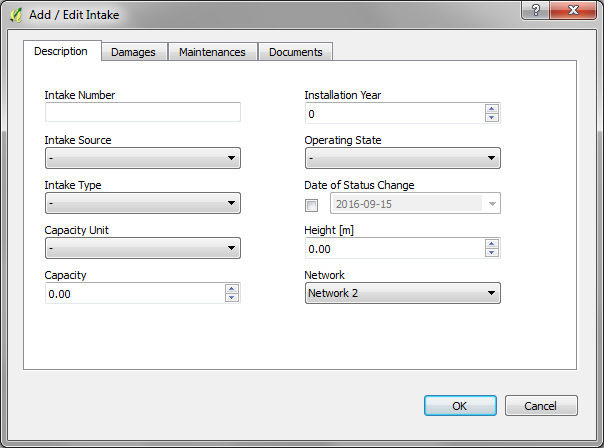 Add / Edit Intake
Description Damages Maintenances Documents
Intake Number Installation Year
0
Intake Source Operating State
- -
Intake Type Date of Status Change
- 2016-09-15
Capacity Unit Height [m]
- 0.00
Capacity Network
0.00 Network 2
OK Cancel